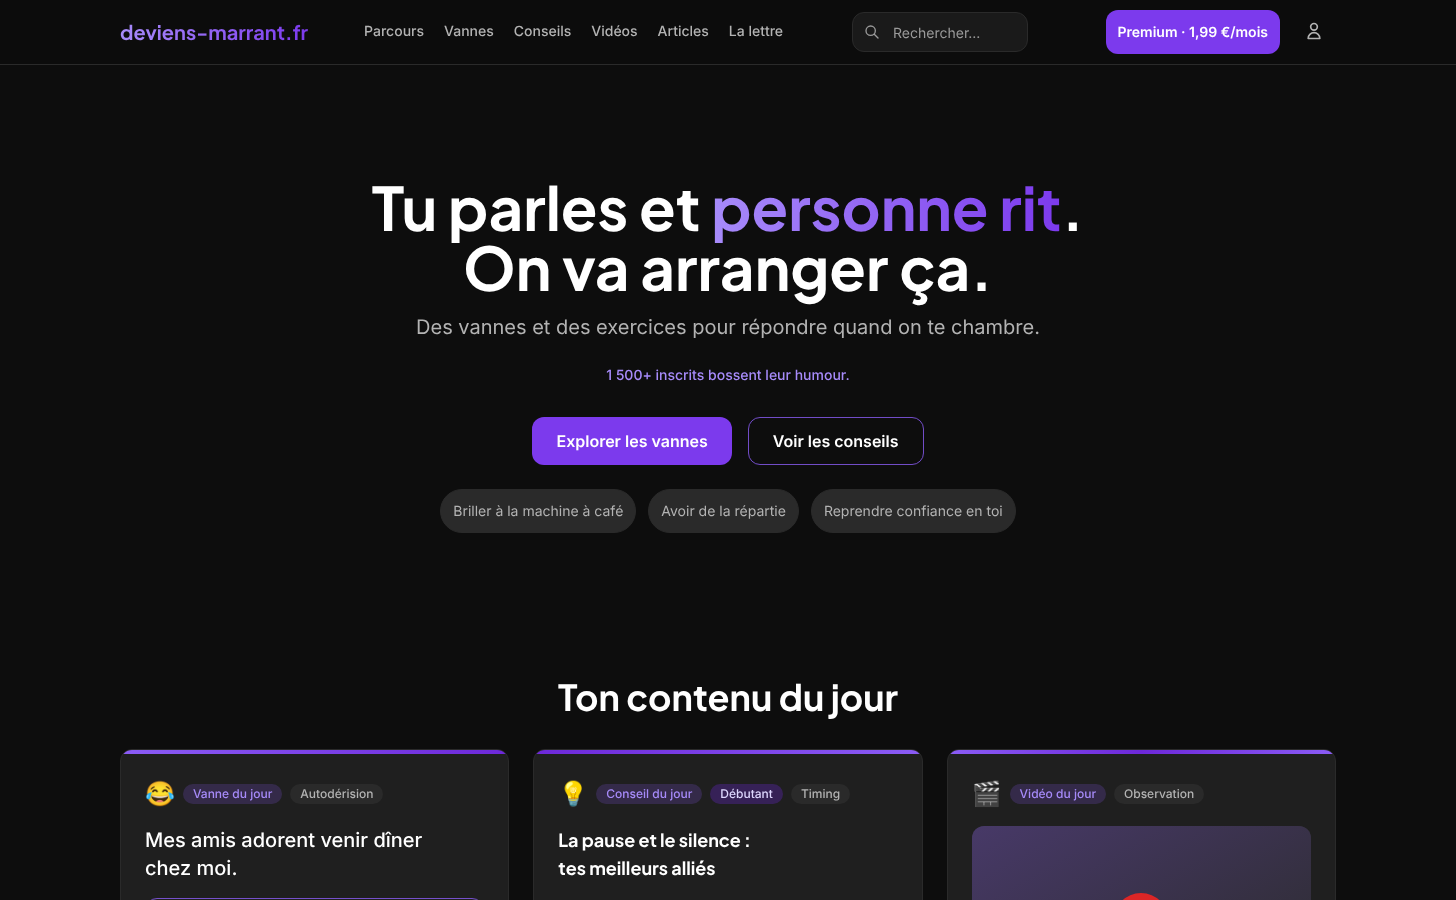 deviens-marrant.fr
Parcours
Vannes
Conseils
Vidéos
Articles
La lettre
Rechercher...
Premium · 1,99 €/mois
Tu parles et personne rit.
On va arranger ça.
Des vannes et des exercices pour répondre quand on te chambre.
1 500+ inscrits bossent leur humour.
Explorer les vannes
Voir les conseils
Briller à la machine à café
Avoir de la répartie
Reprendre confiance en toi
Ton contenu du jour
Vanne du jour
Autodérision
Mes amis adorent venir dîner
chez moi.
Conseil du jour
Débutant
Timing
La pause et le silence :
tes meilleurs alliés
Vidéo du jour
Observation